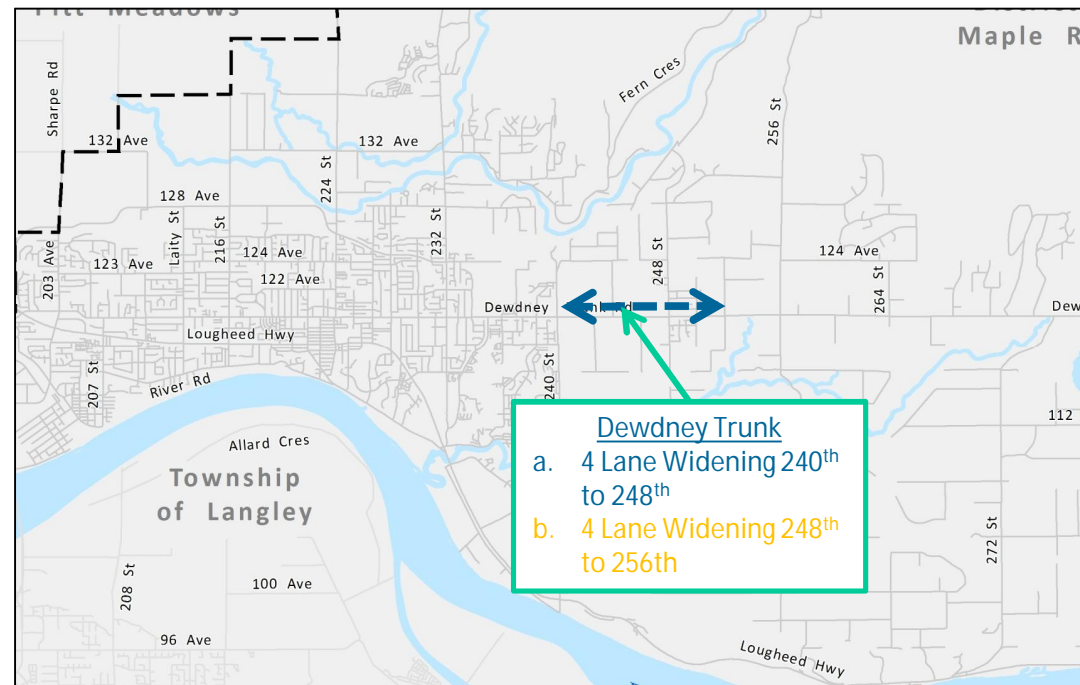 Pitt Meadows
Maple R
Sharpe Rd
Fern Cres
256 St
132 Ave
132 Ave
224 St
128 Ave
Laity St
216 St
232 St
248 St
124 Ave
124 Ave
203 Ave
123 Ave
122 Ave
264 St
Dewdney
nk Rd
Dew
Lougheed Hwy
207 St
River Rd
240 St
112
Allard Cres
Township
of Langley
Dewdney Trunk
a. 4 Lane Widening 240th
to 248th
b. 4 Lane Widening 248th
to 256th
272 St
208 St
100 Ave
96 Ave
Lougheed Hwy